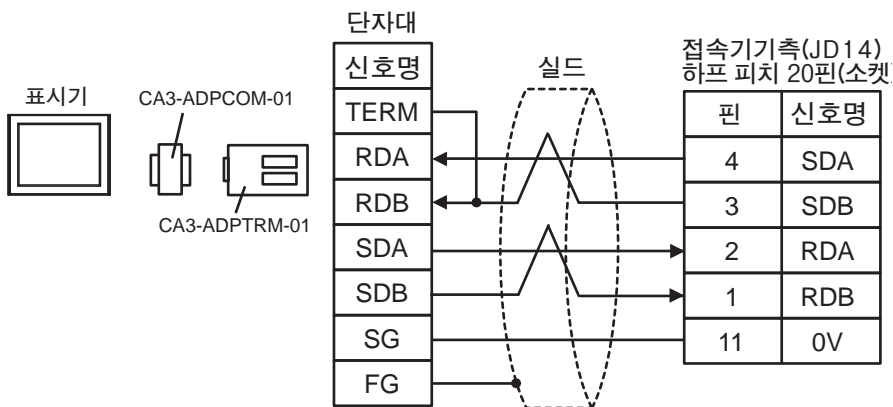 단자대
신호명
TERM
RDA
RDB
SDA
SDB
SG
FG
실드
표시기
CA3-ADPCOM-01
CA3-ADPTRM-01
접속기기측(JD14)
하프 피치 20핀(소켓)
핀 신호명
4 SDA
3 SDB
2 RDA
1 RDB
11 0V